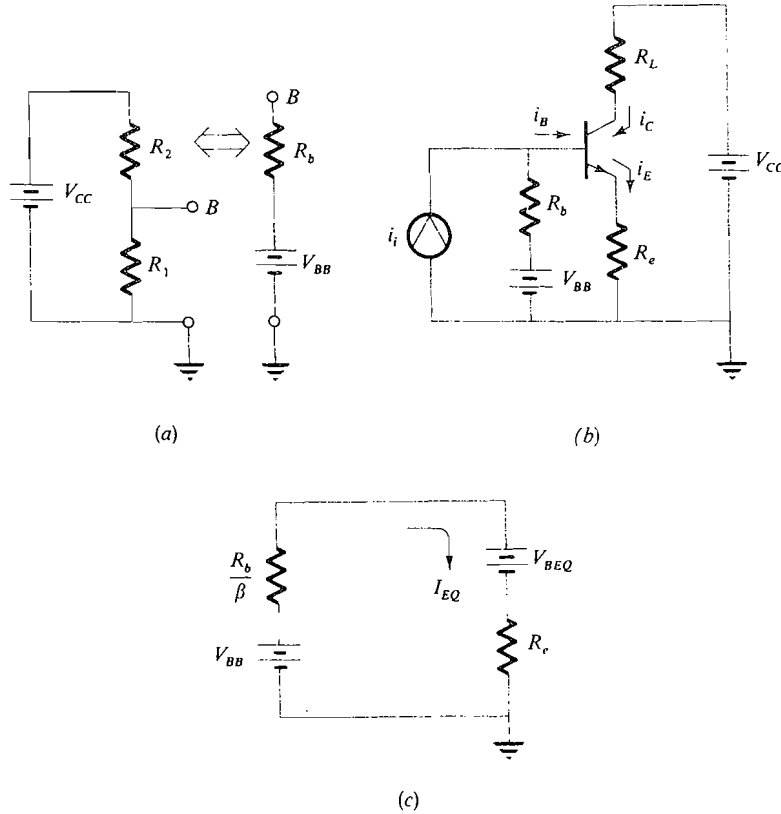 B
R_2
R_b
V_CC
B
R_1
V_BB
(a)
R_L
i_B
i_C
V_CC
i_E
R_b
i_i
V_BB
R_e
(b)
R_b
β
V_BEQ
I_EQ
V_BB
R_e
(c)